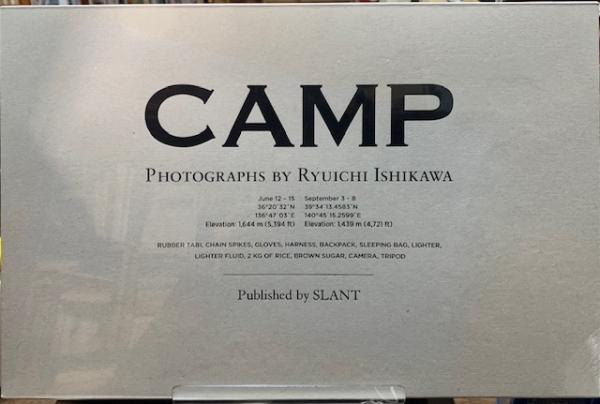 CAMP
PHOTOGRAPHS BY RYUICHI ISHIKAWA
June 12 - 15 September 3 - 8
36°20´32˝N 39°34´13.4583˝N
136°47´03˝E 140°45´15.2599˝E
Elevation: 1,644 m (5,394 ft) Elevation: 1,439 m (4,721 ft)
RUBBER TABI, CHAIN SPIKES, GLOVES, HARNESS, BACKPACK, SLEEPING BAG, LIGHTER,
LIGHTER FLUID, 2 KG OF RICE, BROWN SUGAR, CAMERA, TRIPOD
Published by SLANT